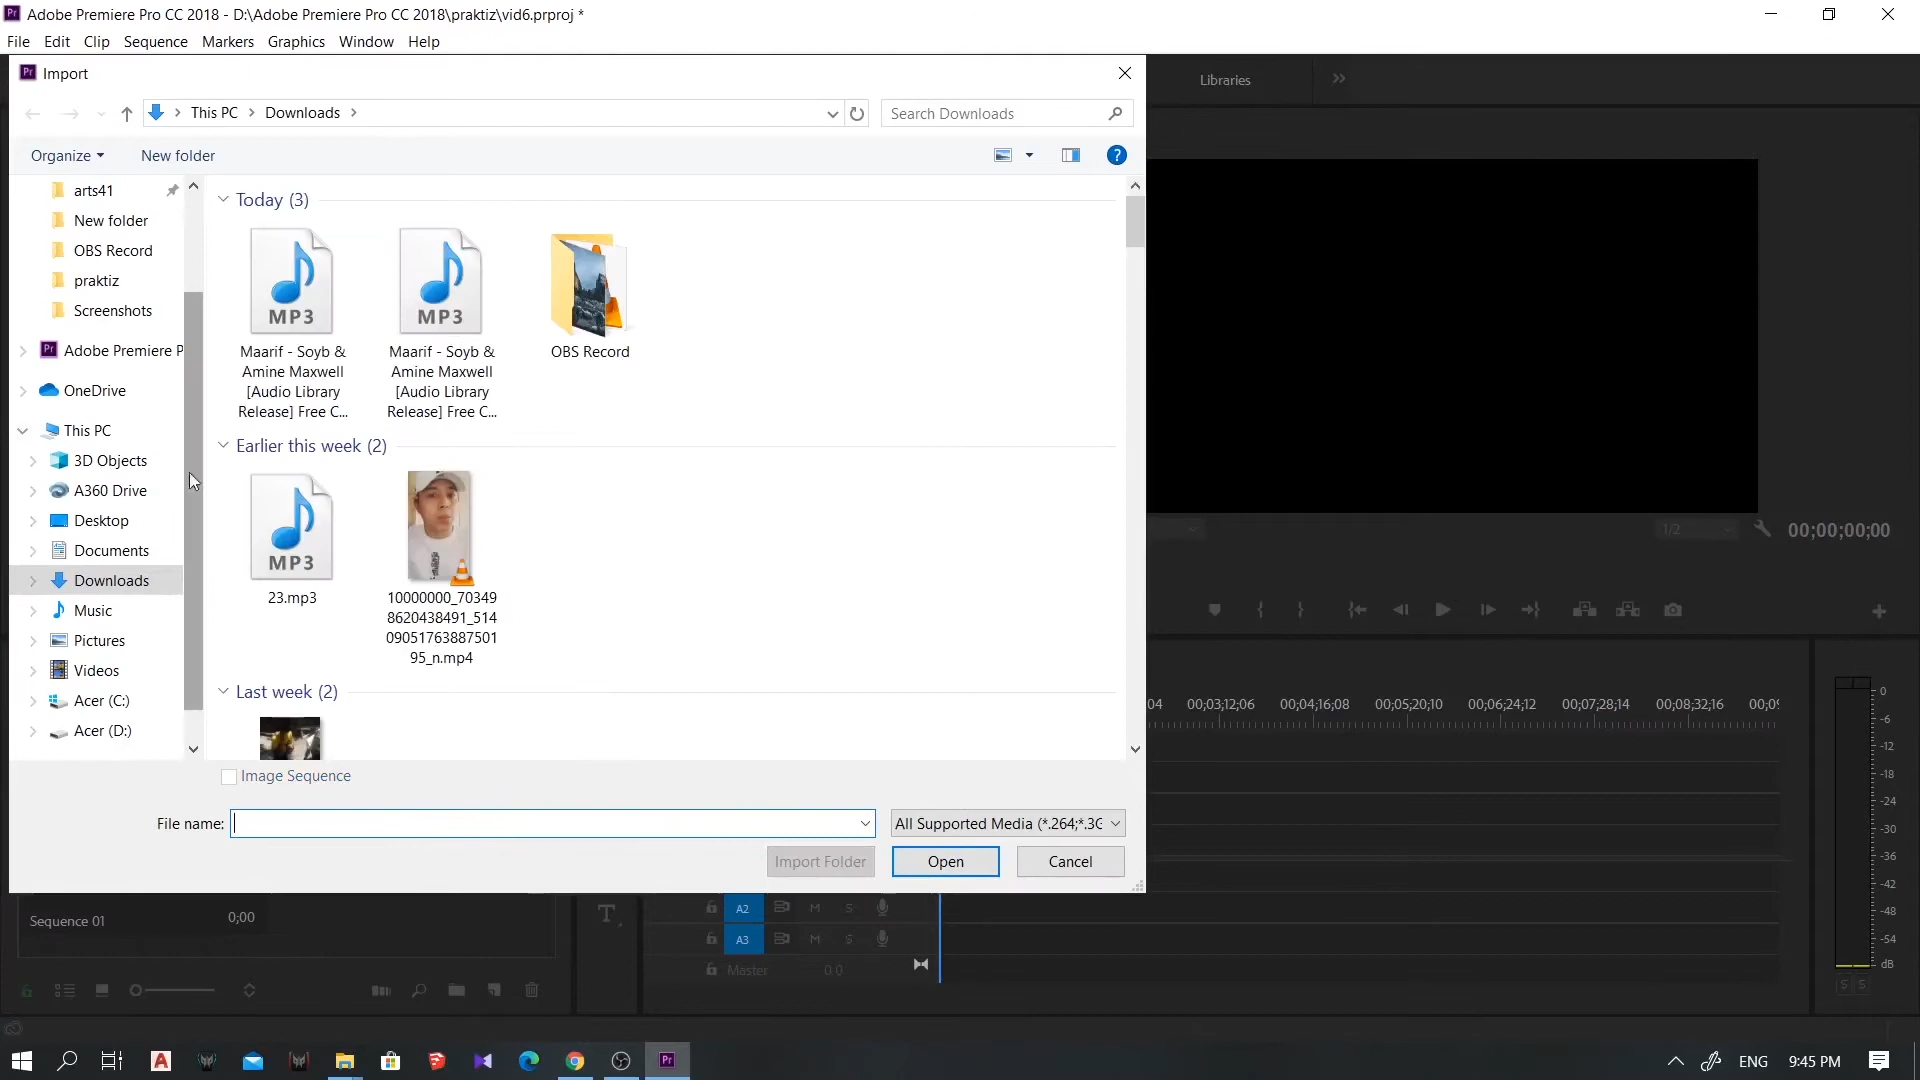 Adobe Premiere Pro CC 2018 - D:\Adobe Premiere Pro CC 2018\praktiz\vid6.prproj *
File Edit Clip Sequence Markers Graphics Window Help
Import
Libraries
This PC
Downloads
Search Downloads
Organize
New folder
arts41
New folder
OBS Record
praktiz
Screenshots
Adobe Premiere P
OneDrive
This PC
3D Objects
A360 Drive
Desktop
Documents
Downloads
Music
Pictures
Videos
Acer (C:)
Acer (D:)
Today (3)
MP3
MP3
Maarif - Soyb &
Amine Maxwell
[Audio Library
Release] Free C...
Maarif - Soyb &
Amine Maxwell
[Audio Library
Release] Free C...
OBS Record
Earlier this week (2)
MP3
23.mp3
10000000_70349
8620438491_514
09051763887501
95_n.mp4
Last week (2)
Image Sequence
File name:
All Supported Media (*.264;*.3G
Import Folder
Open
Cancel
1/2
00;00;00;00
04 00;03;12;06 00;04;16;08 00;05;20;10 00;06;24;12 00;07;28;14 00;08;32;16 00;09
0
-6
-12
-18
-24
-30
-36
-42
-48
-54
dB
S S
Sequence 01
0;00
T
A2 M S
A3 M S
Master 0.0
ENG
9:45 PM